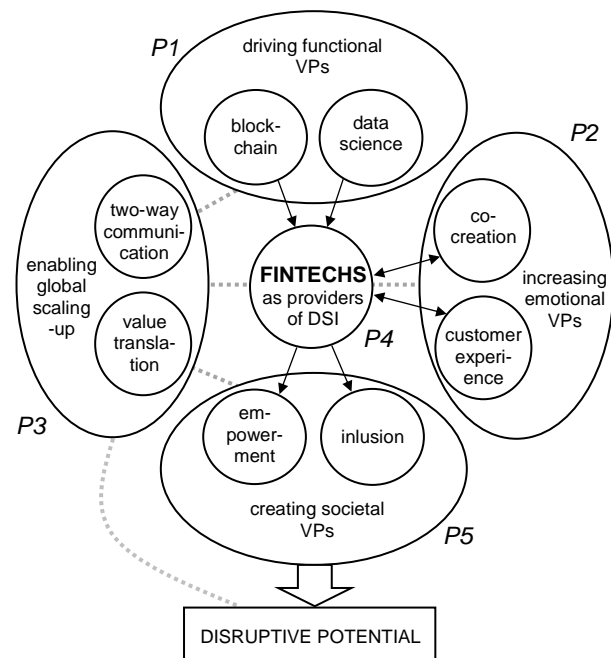 P1
driving functional
VPs
block-
chain
data
science
P2
co-
creation
increasing
emotional VPs
customer
experi-
ence
two-way
communi-
cation
enabling
global
scaling
-up
value
transla-
tion
P3
FINTECHS
as providers
of DSI
P4
em-
power-
ment
inlusion
creating societal
VPs
P5
DISRUPTIVE POTENTIAL